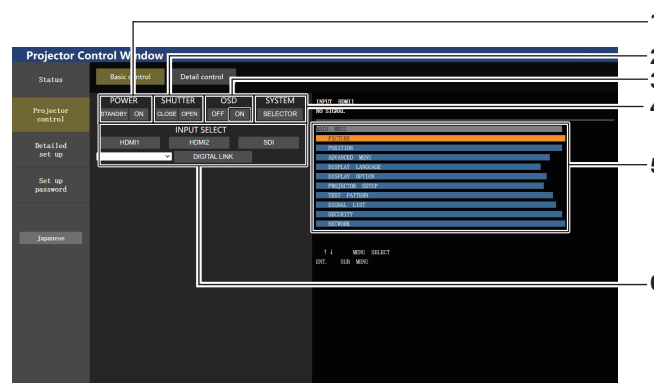 1
Projector Control Window
2
Status
Basic control
Detail control
3
POWER
SHUTTER
OSD
SYSTEM
INPUT HDMI1
4
STANDBY
ON
CLOSE
OPEN
OFF
ON
SELECTOR
NO SIGNAL
Projector
control
INPUT SELECT
MAIN MENU
HDMI1
HDMI2
SDI
PICTURE
POSITION
DIGITAL LINK
ADVANCED MENU
5
Detailed
set up
DISPLAY LANGUAGE
DISPLAY OPTION
PROJECTOR SETUP
TEST PATTERN
SIGNAL LIST
SECURITY
NETWORK
Set up
password
Japanese
↑↓ MENU SELECT
ENT. SUB MENU
6